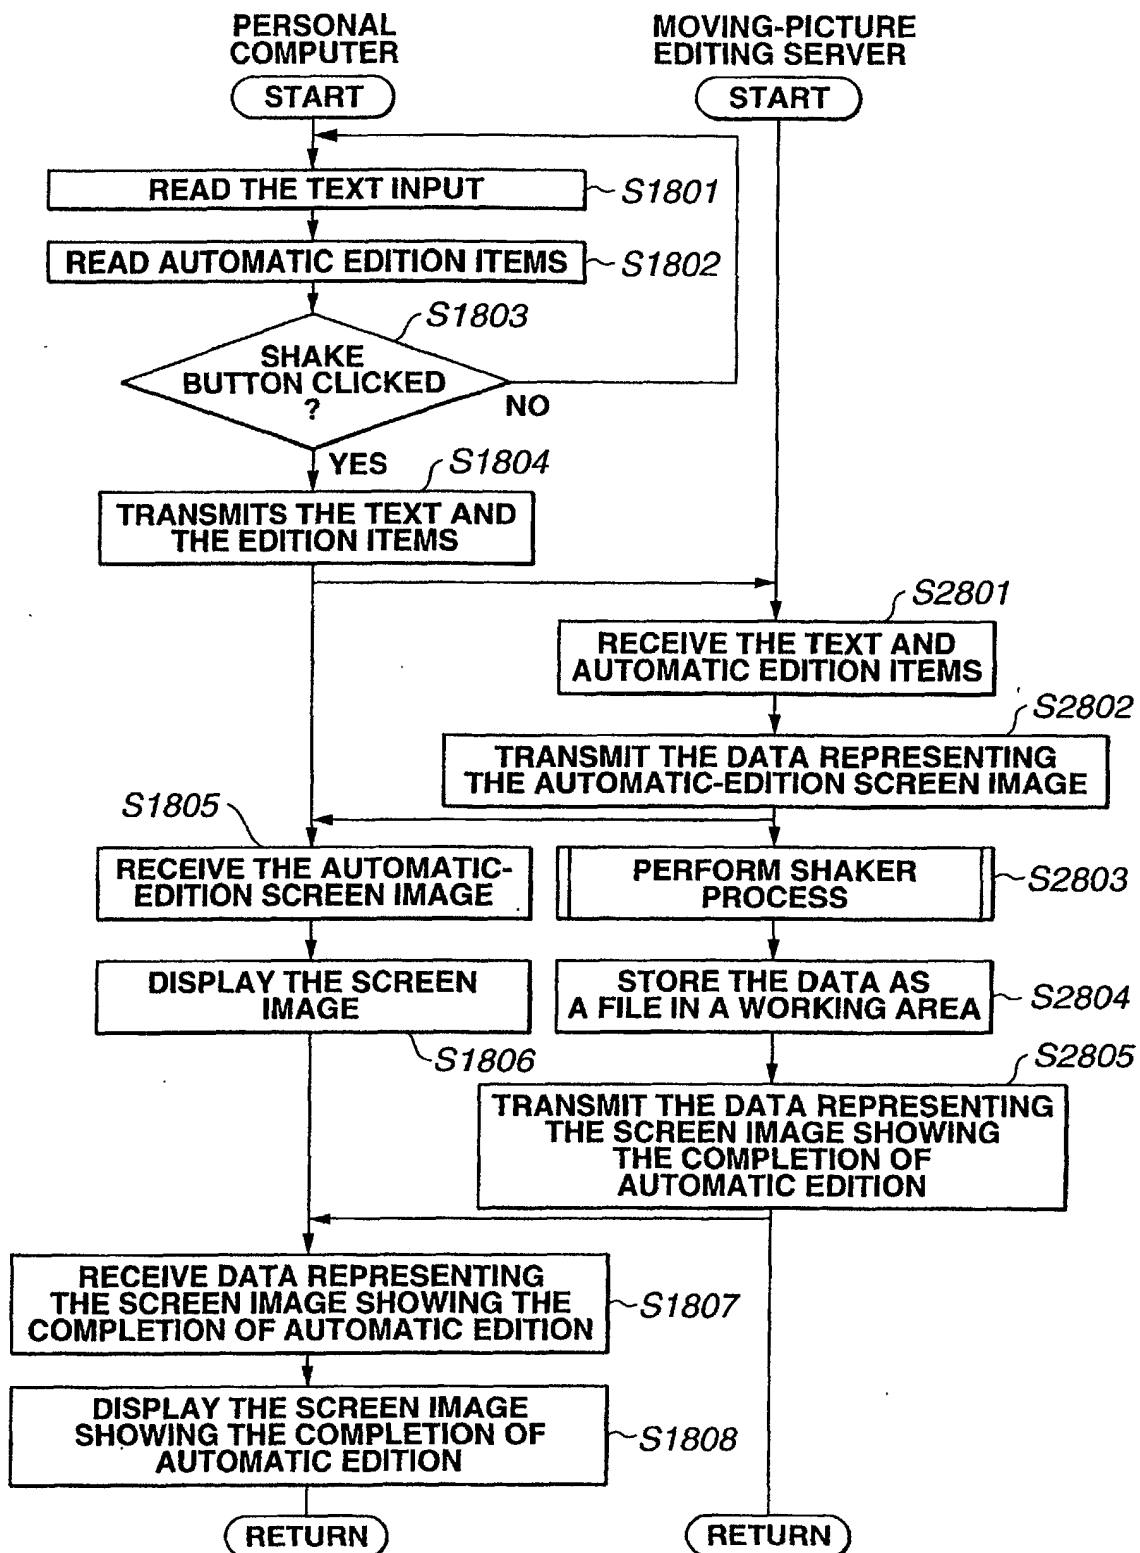 PERSONAL
COMPUTER
MOVING-PICTURE
EDITING SERVER
START
START
READ THE TEXT INPUT
S1801
READ AUTOMATIC EDITION ITEMS
S1802
S1803
SHAKE
BUTTON CLICKED
?
NO
YES
S1804
TRANSMITS THE TEXT AND
THE EDITION ITEMS
S2801
RECEIVE THE TEXT AND
AUTOMATIC EDITION ITEMS
S2802
TRANSMIT THE DATA REPRESENTING
THE AUTOMATIC-EDITION SCREEN IMAGE
S1805
RECEIVE THE AUTOMATIC-
EDITION SCREEN IMAGE
PERFORM SHAKER
PROCESS
S2803
DISPLAY THE SCREEN
IMAGE
S1806
STORE THE DATA AS
A FILE IN A WORKING AREA
S2804
S2805
TRANSMIT THE DATA REPRESENTING
THE SCREEN IMAGE SHOWING
THE COMPLETION OF
AUTOMATIC EDITION
RECEIVE DATA REPRESENTING
THE SCREEN IMAGE SHOWING THE
COMPLETION OF AUTOMATIC EDITION
S1807
DISPLAY THE SCREEN IMAGE
SHOWING THE COMPLETION OF
AUTOMATIC EDITION
S1808
RETURN
RETURN